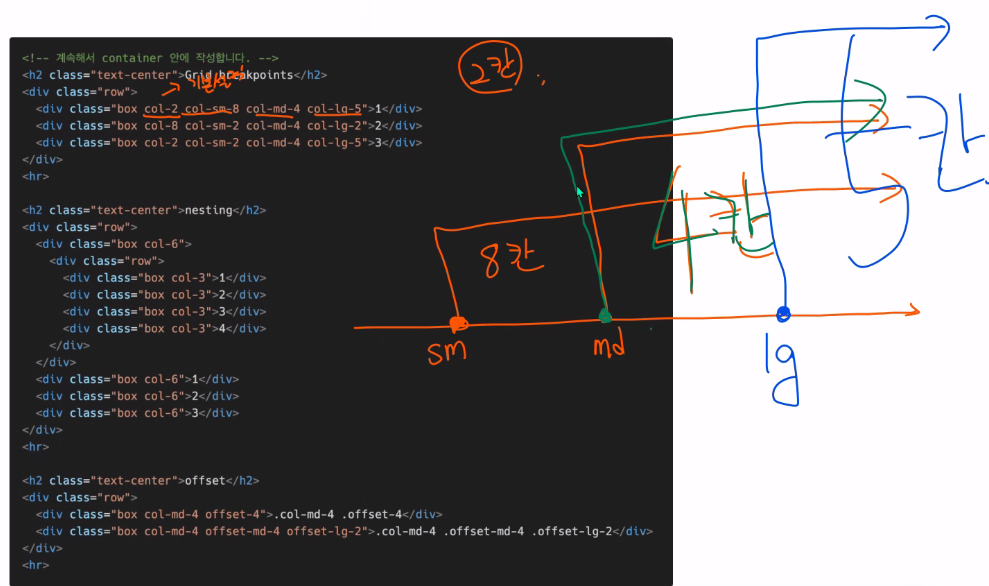 <!-- 계속해서 container 안에 작성합니다. -->
<h2 class="text-center">Grid breakpoints</h2>
<div class="row">
<div class="box col-2 col-sm-8 col-md-4 col-lg-5">1</div>
<div class="box col-8 col-sm-2 col-md-4 col-lg-2">2</div>
<div class="box col-2 col-sm-2 col-md-4 col-lg-5">3</div>
</div>
<hr>
<h2 class="text-center">nesting</h2>
<div class="row">
<div class="box col-6">
<div class="row">
<div class="box col-3">1</div>
<div class="box col-3">2</div>
<div class="box col-3">3</div>
<div class="box col-3">4</div>
</div>
</div>
<div class="box col-6">1</div>
<div class="box col-6">2</div>
<div class="box col-6">3</div>
</div>
<hr>
<h2 class="text-center">offset</h2>
<div class="row">
<div class="box col-md-4 offset-4">.col-md-4 .offset-4</div>
<div class="box col-md-4 offset-md-4 offset-lg-2">.col-md-4 .offset-md-4 .offset-lg-2</div>
</div>
<hr>
2칸
8칸
4칸
5칸
sm
md
lg